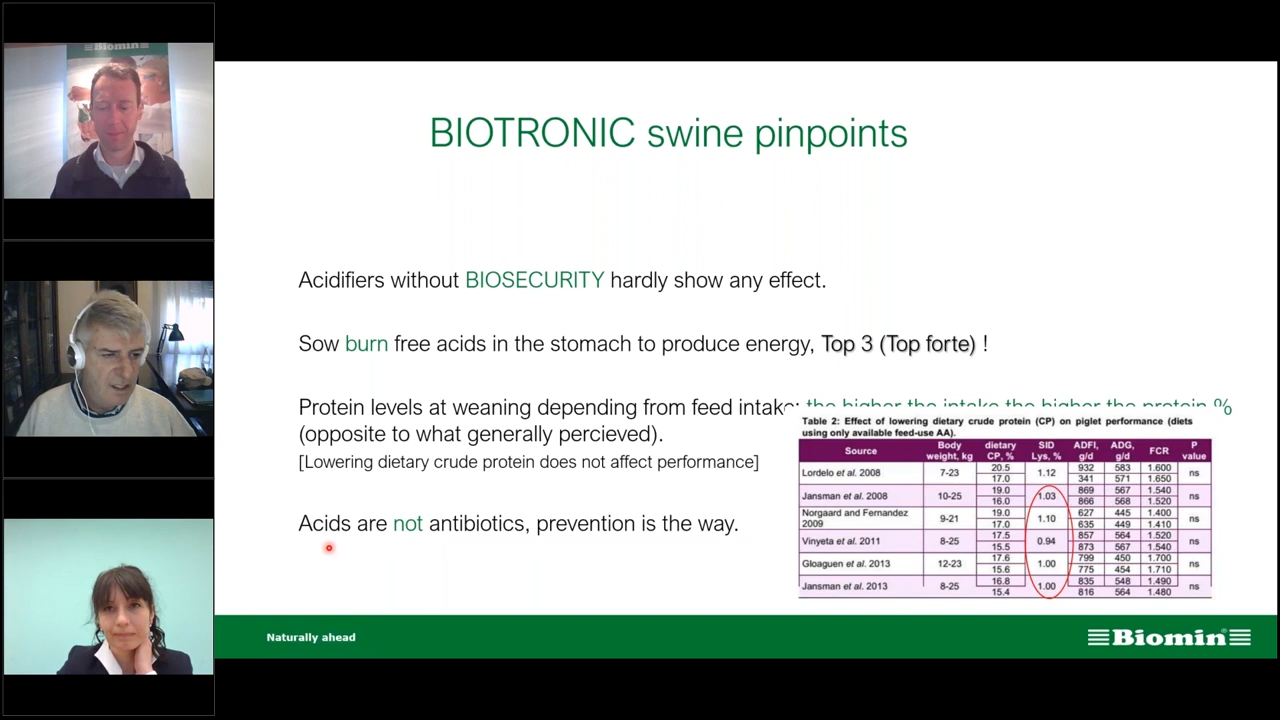 Biomin
BIOTRONIC swine pinpoints
Acidifiers without BIOSECURITY hardly show any effect.
Sow burn free acids in the stomach to produce energy, Top 3 (Top forte) !
Protein levels at weaning depending from feed intake: the higher the intake the higher the protein %
(opposite to what generally percieved).
[Lowering dietary crude protein does not affect performance]
Acids are not antibiotics, prevention is the way.
Table 2: Effect of lowering dietary crude protein (CP) on piglet performance (diets
using only available feed-use AA).
Source Body weight, kg dietary CP, % SID Lys, % ADFI, g/d ADG, g/d FCR P value
Lordelo et al. 2008 7-23 20.5 1.12 932 583 1.600 ns
17.0 341 571 1.650
Jansman et al. 2008 10-25 19.0 1.03 869 567 1.540 ns
16.0 866 568 1.520
Norgaard and Fernandez 2009 9-21 19.0 1.10 627 445 1.400 ns
17.0 635 449 1.410
Vinyeta et al. 2011 8-25 17.5 0.94 857 564 1.520 ns
15.5 873 567 1.540
Gloaguen et al. 2013 12-23 17.6 1.00 799 450 1.700 ns
15.6 775 454 1.710
Jansman et al. 2013 8-25 16.8 1.00 835 548 1.490 ns
15.4 816 564 1.480
Naturally ahead
Biomin®